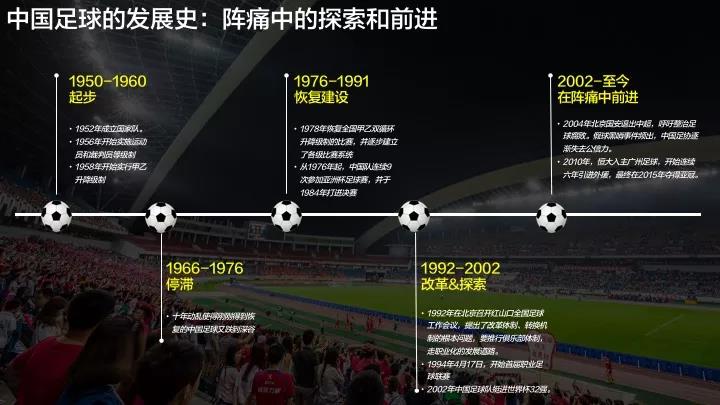 中国足球的发展史：阵痛中的探索和前进
1950-1960
起步
• 1952年成立国家队。
• 1956年开始实施运动
员和裁判员等级制
• 1958年开始实行甲乙
升降级制
1976-1991
恢复建设
• 1978年恢复全国甲乙双循环
升降级制的比赛，并逐步建立
了各级比赛系统
• 从1976年起，中国队连续9
次参加亚洲杯足球赛，并于
1984年打进决赛
2002-至今
在阵痛中前进
• 2004年北京国安退出中超，呼吁整治足
球腐败。假球黑哨事件频出，中国足协逐
渐失去公信力。
• 2010年，恒大入主广州足球，开始连续
六年引进外援，最终在2015年夺得亚冠。
1966-1976
停滞
• 十年动乱使得刚刚得到恢
复的中国足球又跌到深谷
1992-2002
改革&探索
• 1992年在北京召开红山口全国足球
工作会议，提出了改革体制、转换机
制的根本问题，要推行俱乐部体制，
走职业化的发展道路。
• 1994年4月17日，开始首届职业足
球联赛
• 2002年中国足球队挺进世界杯32强。